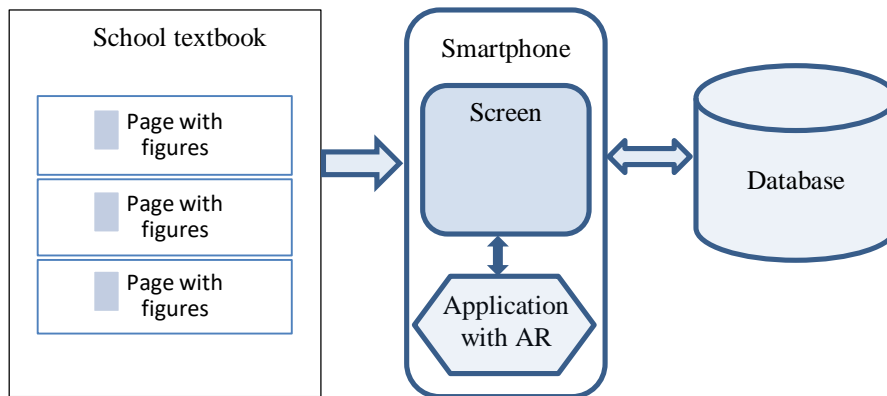 School textbook
Page with
figures
Page with
figures
Page with
figures
Smartphone
Screen
Application
with AR
Database